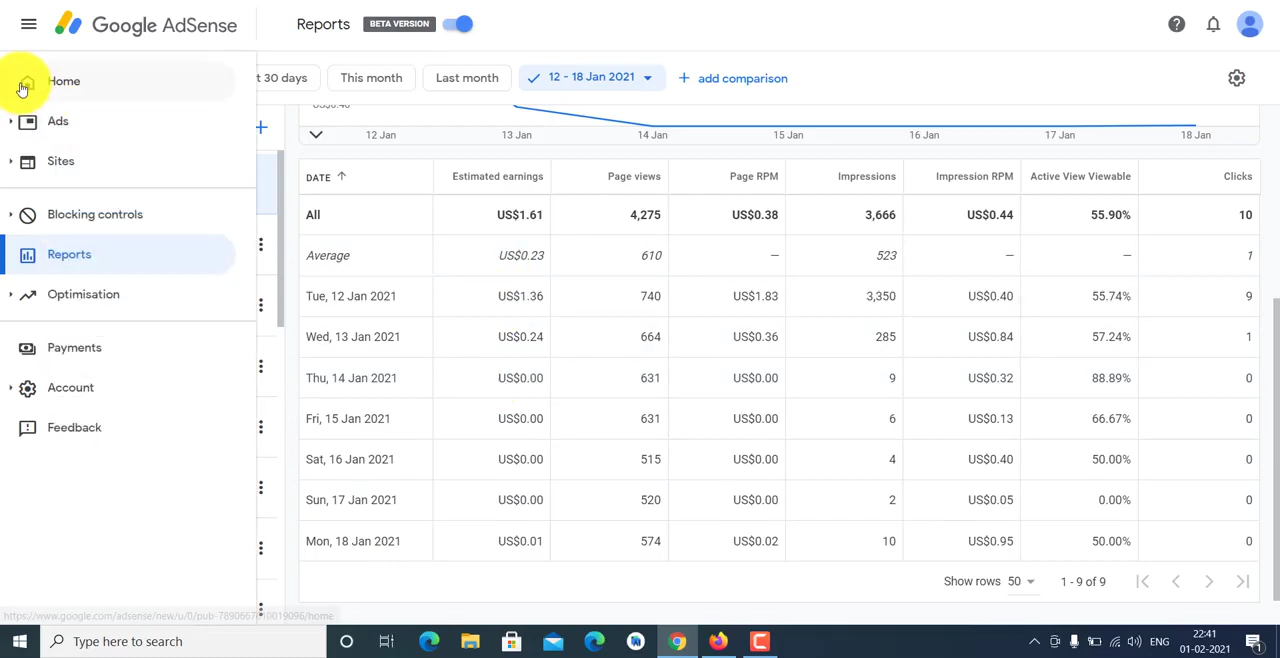 Google AdSense
Reports BETA VERSION
Home
Ads
Sites
Blocking controls
Reports
Optimisation
Payments
Account
Feedback
t 30 days This month Last month 12 - 18 Jan 2021 add comparison
12 Jan 13 Jan 14 Jan 15 Jan 16 Jan 17 Jan 18 Jan
DATE Estimated earnings Page views Page RPM Impressions Impression RPM Active View Viewable Clicks
All US$1.61 4,275 US$0.38 3,666 US$0.44 55.90% 10
Average US$0.23 610 — 523 — — 1
Tue, 12 Jan 2021 US$1.36 740 US$1.83 3,350 US$0.40 55.74% 9
Wed, 13 Jan 2021 US$0.24 664 US$0.36 285 US$0.84 57.24% 1
Thu, 14 Jan 2021 US$0.00 631 US$0.00 9 US$0.32 88.89% 0
Fri, 15 Jan 2021 US$0.00 631 US$0.00 6 US$0.13 66.67% 0
Sat, 16 Jan 2021 US$0.00 515 US$0.00 4 US$0.40 50.00% 0
Sun, 17 Jan 2021 US$0.00 520 US$0.00 2 US$0.05 0.00% 0
Mon, 18 Jan 2021 US$0.01 574 US$0.02 10 US$0.95 50.00% 0
Show rows 50 1 - 9 of 9
Type here to search
ENG
22:41
01-02-2021
1